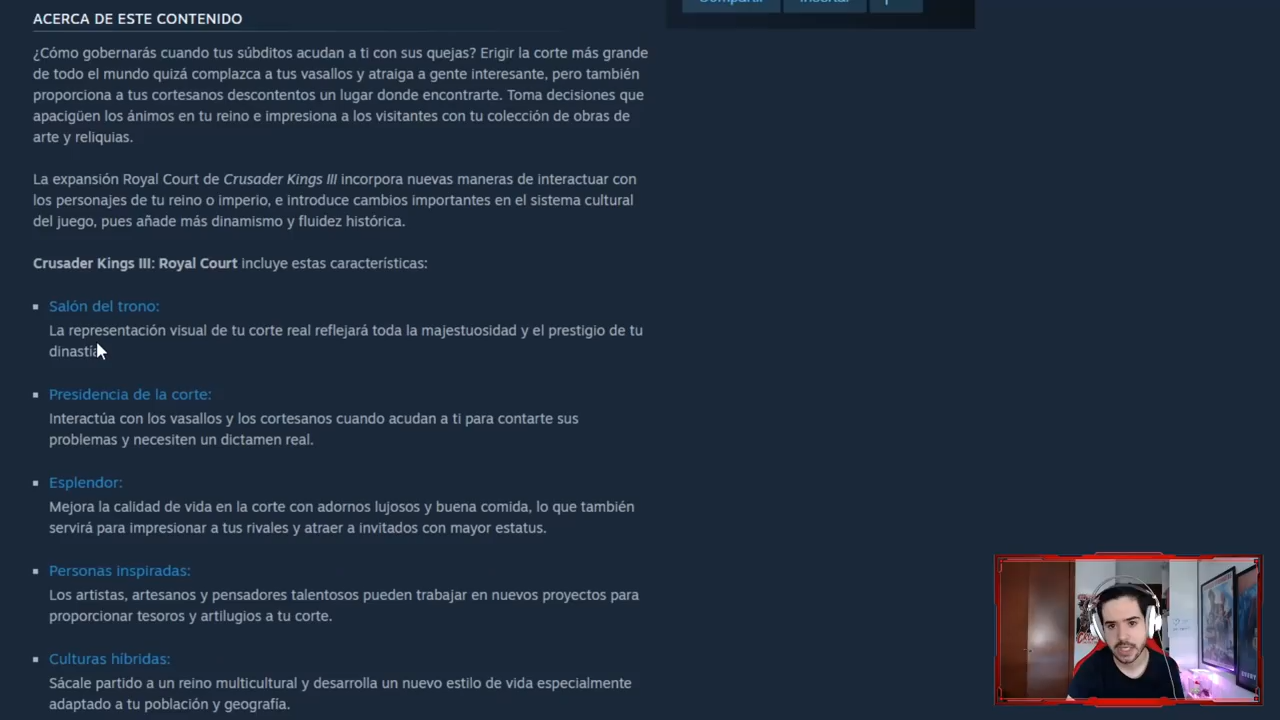 ACERCA DE ESTE CONTENIDO
¿Cómo gobernarás cuando tus súbditos acudan a ti con sus quejas? Erigir la corte más grande
de todo el mundo quizá complazca a tus vasallos y atraiga a gente interesante, pero también
proporciona a tus cortesanos descontentos un lugar donde encontrarte. Toma decisiones que
apacigüen los ánimos en tu reino e impresiona a los visitantes con tu colección de obras de
arte y reliquias.
La expansión Royal Court de Crusader Kings III incorpora nuevas maneras de interactuar con
los personajes de tu reino o imperio, e introduce cambios importantes en el sistema cultural
del juego, pues añade más dinamismo y fluidez histórica.
Crusader Kings III: Royal Court incluye estas características:
Salón del trono:
La representación visual de tu corte real reflejará toda la majestuosidad y el prestigio de tu
dinastía
Presidencia de la corte:
Interactúa con los vasallos y los cortesanos cuando acudan a ti para contarte sus
problemas y necesiten un dictamen real.
Esplendor:
Mejora la calidad de vida en la corte con adornos lujosos y buena comida, lo que también
servirá para impresionar a tus rivales y atraer a invitados con mayor estatus.
Personas inspiradas:
Los artistas, artesanos y pensadores talentosos pueden trabajar en nuevos proyectos para
proporcionar tesoros y artilugios a tu corte.
Culturas híbridas:
Sácale partido a un reino multicultural y desarrolla un nuevo estilo de vida especialmente
adaptado a tu población y geografía.